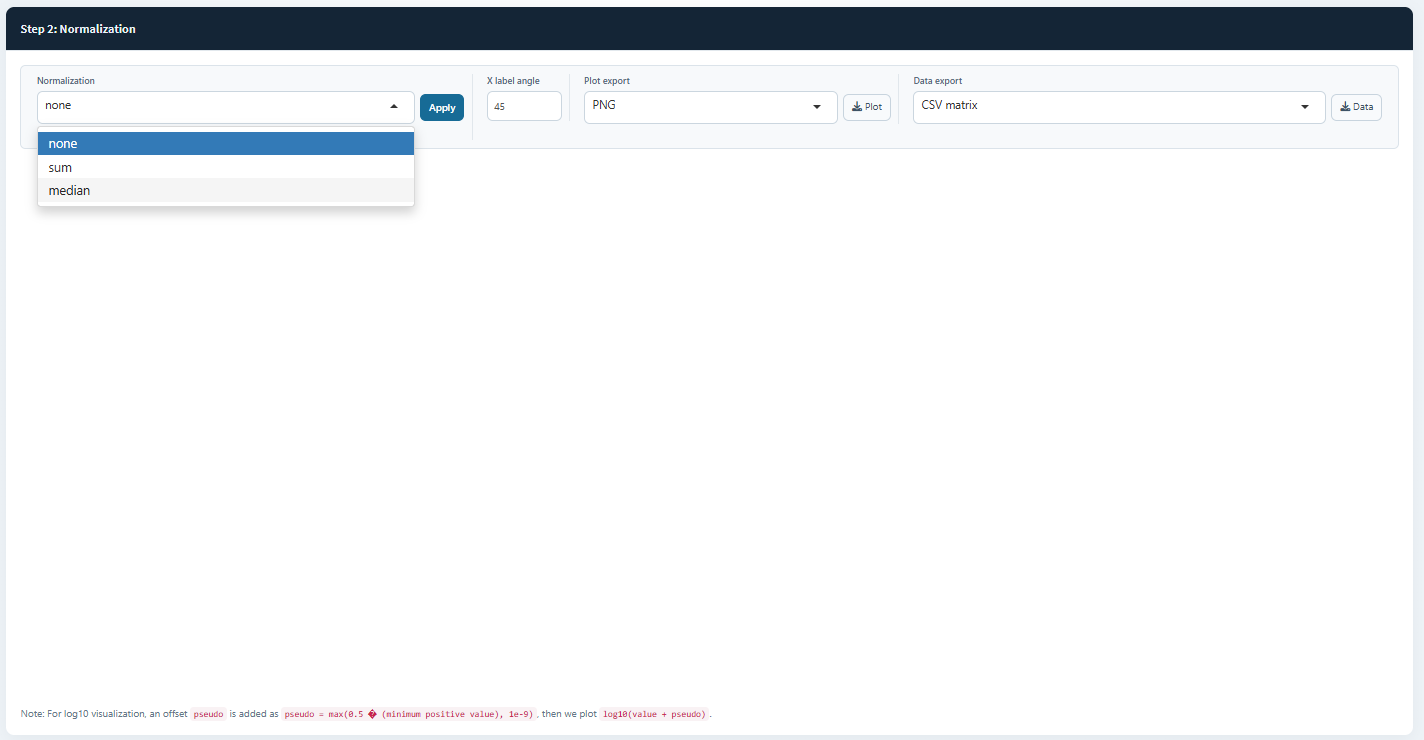 Step 2: Normalization
Normalization
none
Apply
X label angle
45
Plot export
PNG
Plot
Data export
CSV matrix
Data
none
sum
median
Note: For log10 visualization, an offset pseudo is added as pseudo = max(0.5 � (minimum positive value), 1e-9), then we plot log10(value + pseudo).